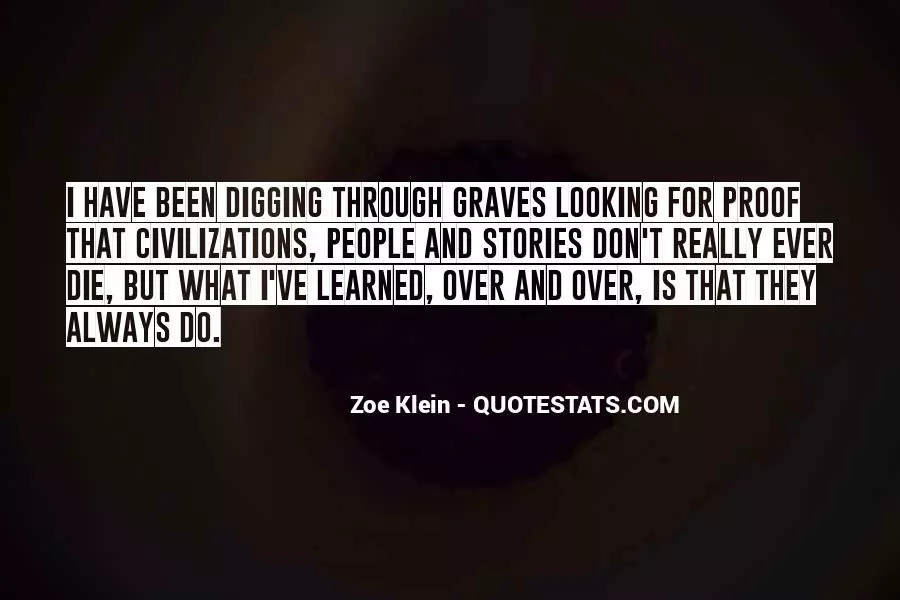 I HAVE BEEN DIGGING THROUGH GRAVES LOOKING FOR PROOF
THAT CIVILIZATIONS, PEOPLE AND STORIES DON'T REALLY EVER
DIE, BUT WHAT I'VE LEARNED, OVER AND OVER, IS THAT THEY
ALWAYS DO.
Zoe Klein - QUOTESTATS.COM